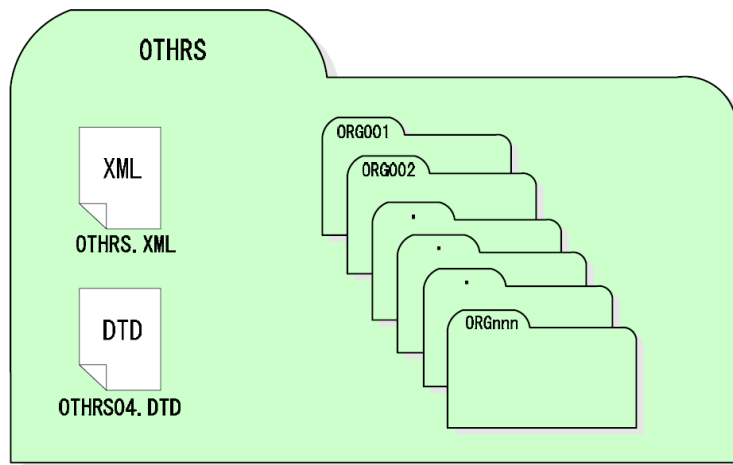 OTHRS
XML
OTHRS.XML
DTD
OTHRS04.DTD
ORG001
ORG002
.
.
.
ORGnnn